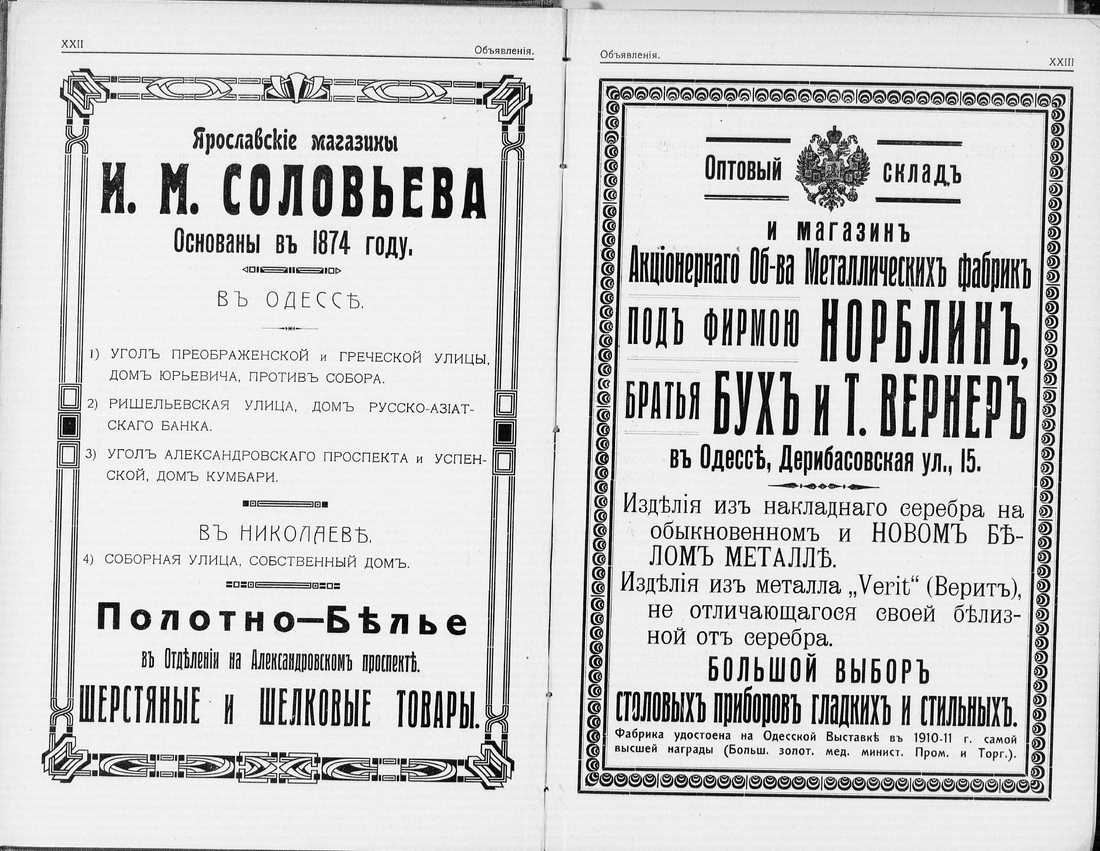 XXII
Объявленія.
Ярославскіе магазины
И. М. СОЛОВЬЕВА
Основаны въ 1874 году.
ВЪ ОДЕССѢ.
1) УГОЛЪ ПРЕОБРАЖЕНСКОЙ и ГРЕЧЕСКОЙ УЛИЦЫ,
ДОМЪ ЮРЬЕВИЧА, ПРОТИВЪ СОБОРА.
2) РИШЕЛЬЕВСКАЯ УЛИЦА, ДОМЪ РУССКО-АЗІАТ-
СКАГО БАНКА.
3) УГОЛЪ АЛЕКСАНДРОВСКАГО ПРОСПЕКТА и УСПЕН-
СКОЙ, ДОМЪ КУМБАРИ.
ВЪ НИКОЛАЕВѢ.
4) СОБОРНАЯ УЛИЦА, СОБСТВЕННЫЙ ДОМЪ.
Полотно—Бѣлье
въ Отдѣленіи на Александровскомъ проспектѣ.
ШЕРСТЯНЫЕ и ШЕЛКОВЫЕ ТОВАРЫ.
Объявленія.
XXIII
Оптовый складъ
и магазинъ
Акціонернаго Об-ва Металлическихъ фабрикъ
ПОДЪ ФИРМОЮ НОРБЛИНЪ,
БРАТЬЯ БУХЪ и Т. ВЕРНЕРЪ
въ Одессѣ, Дерибасовская ул., 15.
Издѣлія изъ накладнаго серебра на
обыкновенномъ и НОВОМЪ БѢ-
ЛОМЪ МЕТАЛЛѢ.
Издѣлія изъ металла „Verit“ (Веритъ),
не отличающагося своей бѣлиз-
ной отъ серебра.
БОЛЬШОЙ ВЫБОРЪ
столовыхъ приборовъ гладкихъ и стильныхъ.
Фабрика удостоена на Одесской Выставкѣ въ 1910-11 г. самой
высшей награды (Больш. золот. мед. минист. Пром. и Торг.).